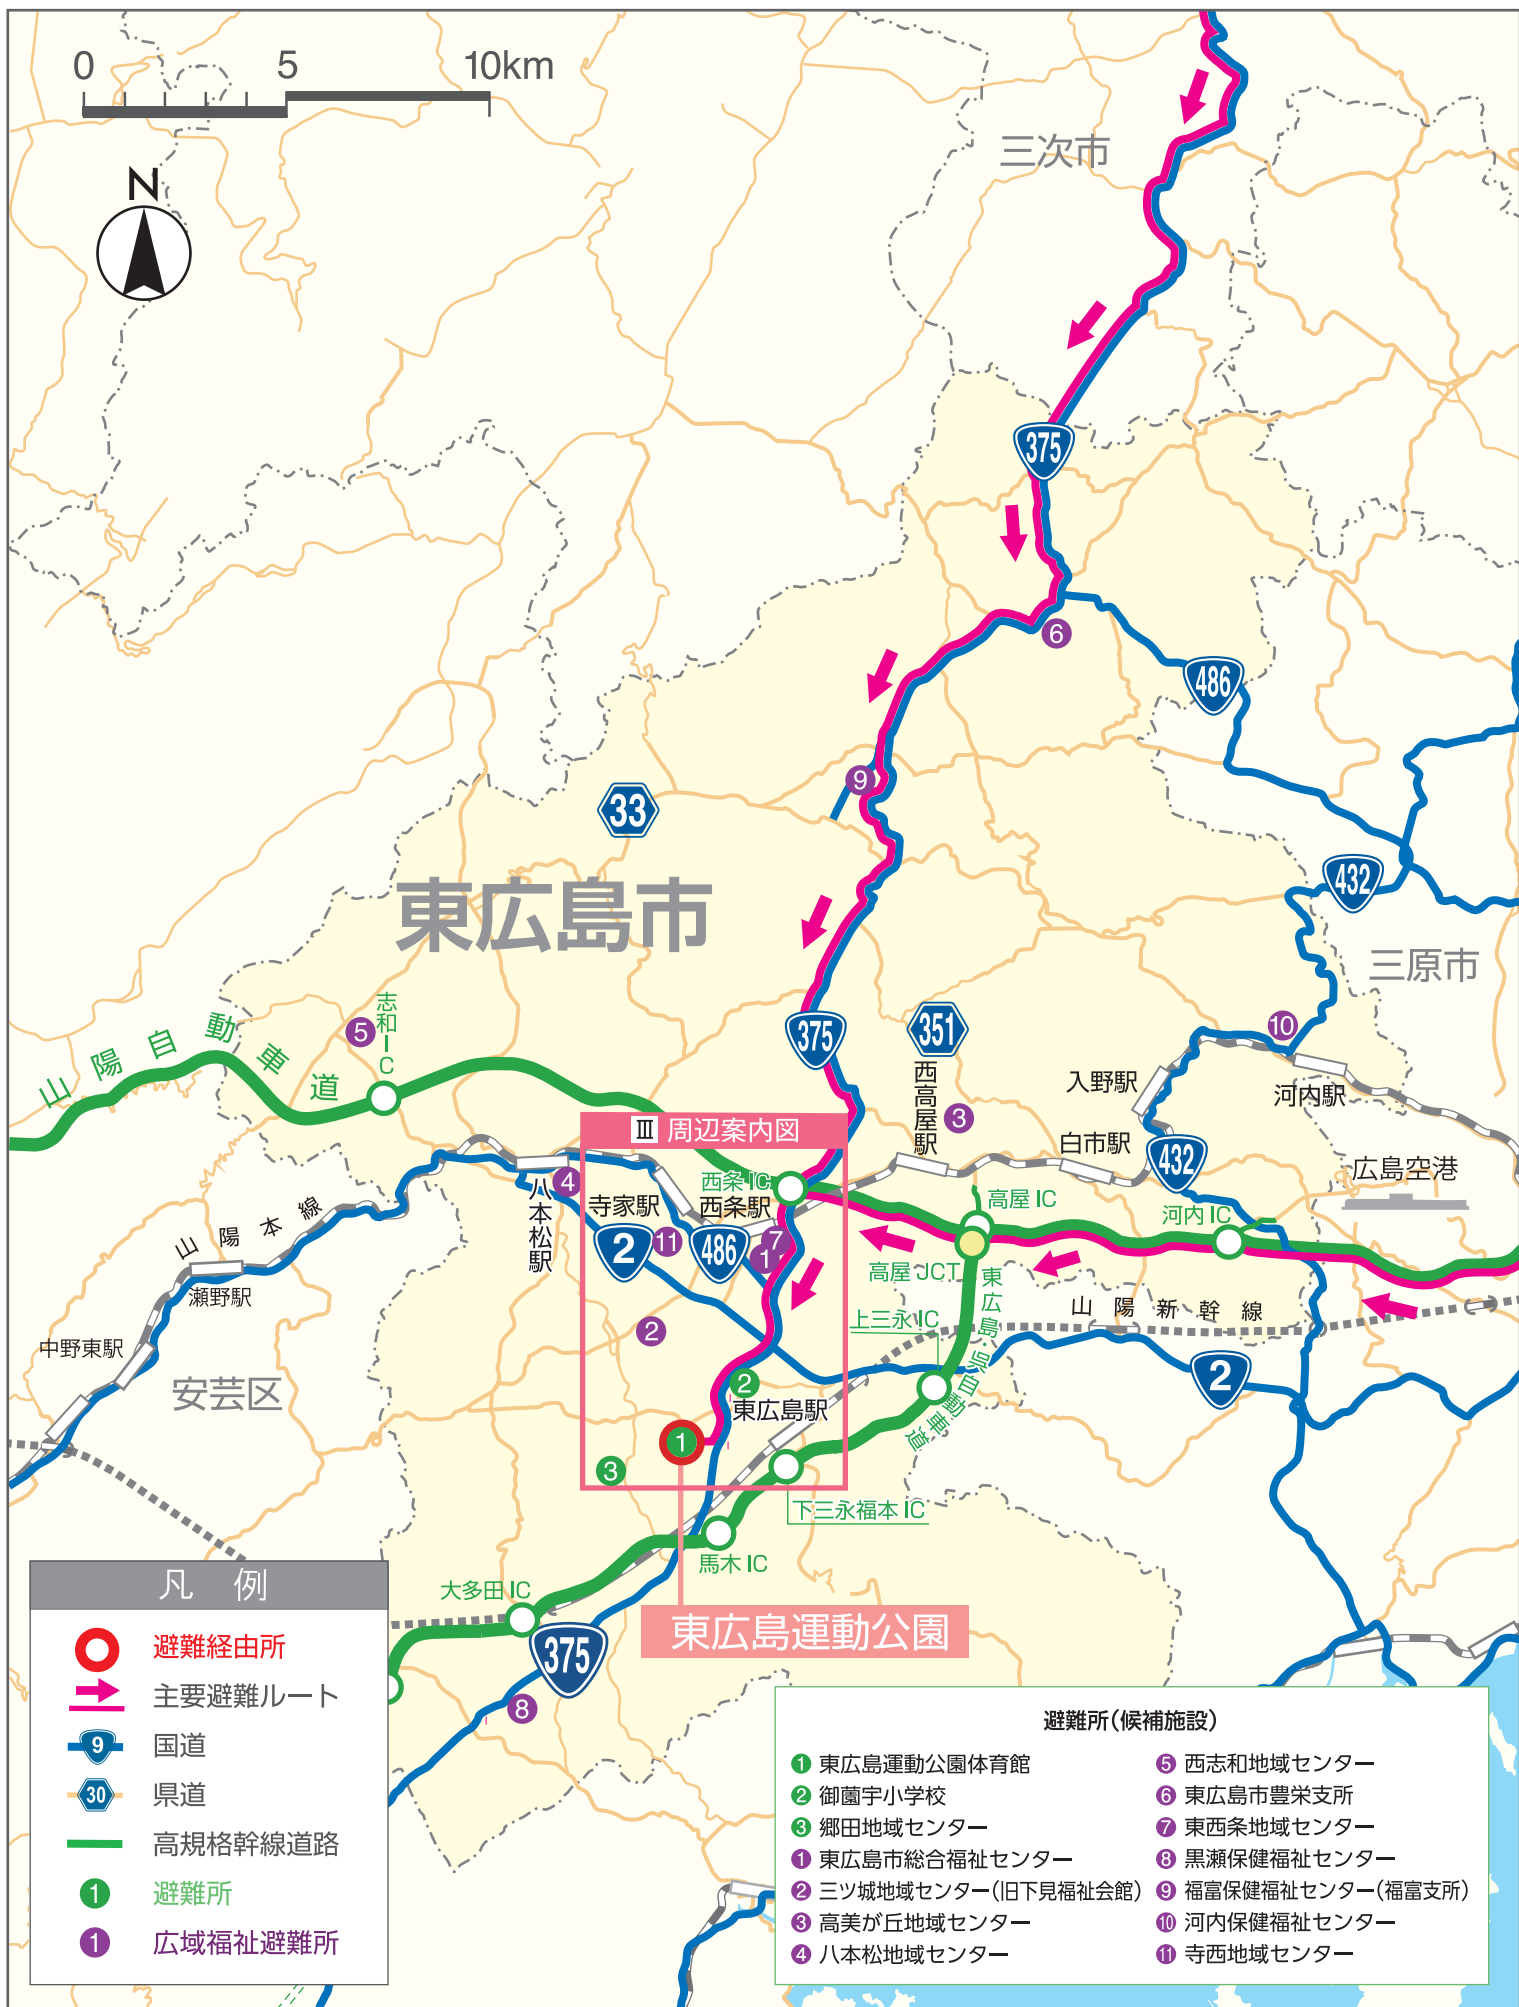 0 5 10km
N
三次市
375
6
486
9
33
432
東広島市
三原市
志和IC
5
山陽自動車道
375
351
10
西高屋駅
入野駅
河内駅
3
Ⅲ 周辺案内図
白市駅
432
広島空港
西条IC
高屋IC
4
八本松駅
寺家駅
西条駅
河内IC
山陽本線
2
11
486
7
1
高屋JCT
東広島・呉自動車道
瀬野駅
上三永IC
山陽新幹線
2
中野東駅
安芸区
2
2
東広島駅
1
3
下三永福本IC
馬木IC
大多田IC
東広島運動公園
375
8
凡 例
避難経由所
主要避難ルート
9 国道
30 県道
高規格幹線道路
1 避難所
1 広域福祉避難所
避難所(候補施設)
1 東広島運動公園体育館
2 御薗宇小学校
3 郷田地域センター
1 東広島市総合福祉センター
2 三ツ城地域センター(旧下見福祉会館)
3 高美が丘地域センター
4 八本松地域センター
5 西志和地域センター
6 東広島市豊栄支所
7 東西条地域センター
8 黒瀬保健福祉センター
9 福富保健福祉センター(福富支所)
10 河内保健福祉センター
11 寺西地域センター